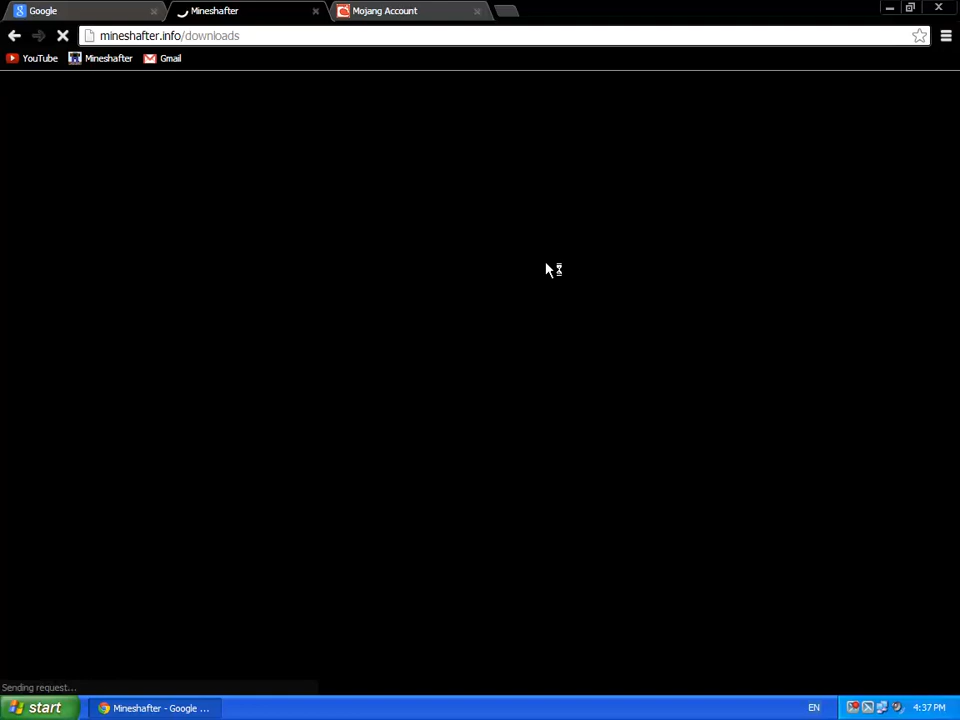 Google
Mineshafter
Mojang Account
mineshafter.info/downloads
YouTube
Mineshafter
Gmail
Sending request...
start
Mineshafter - Google ...
EN
4:37 PM